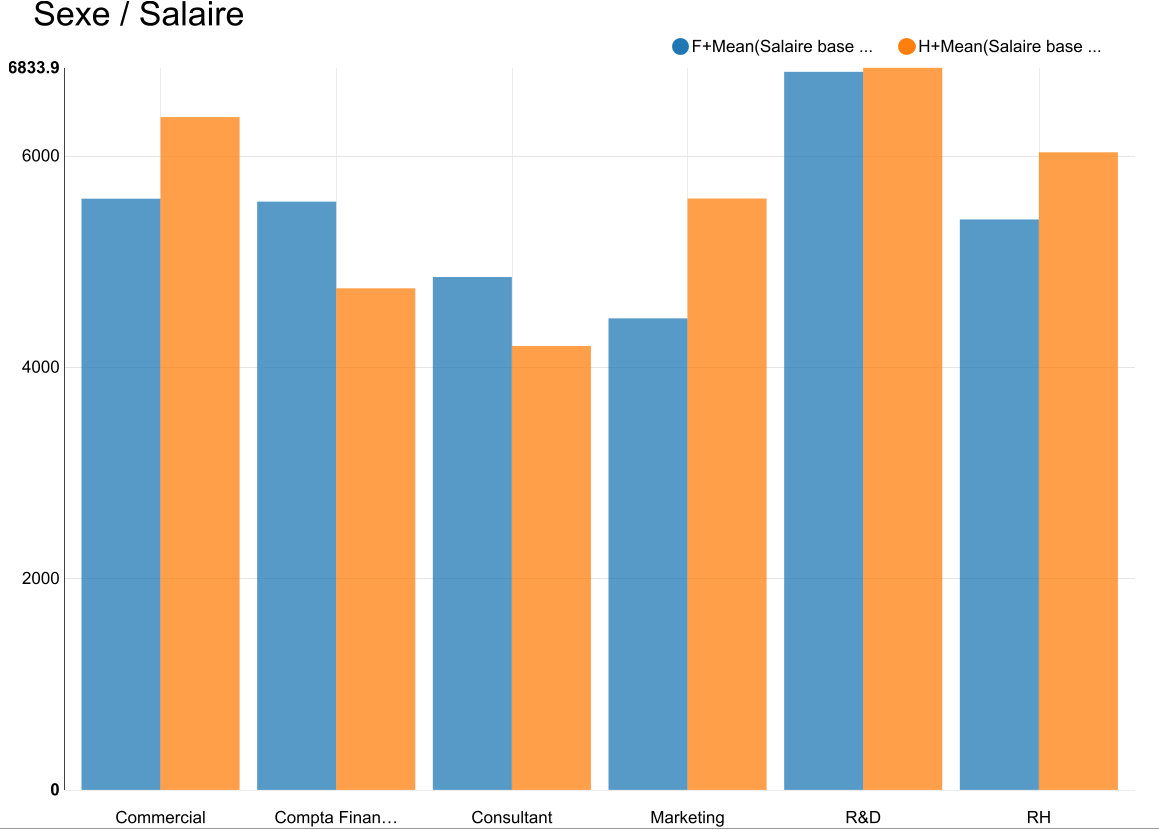 Sexe / Salaire
F+Mean(Salaire base ...
H+Mean(Salaire base ...
6833.9
6000
4000
2000
0
Commercial
Compta Finan…
Consultant
Marketing
R&D
RH